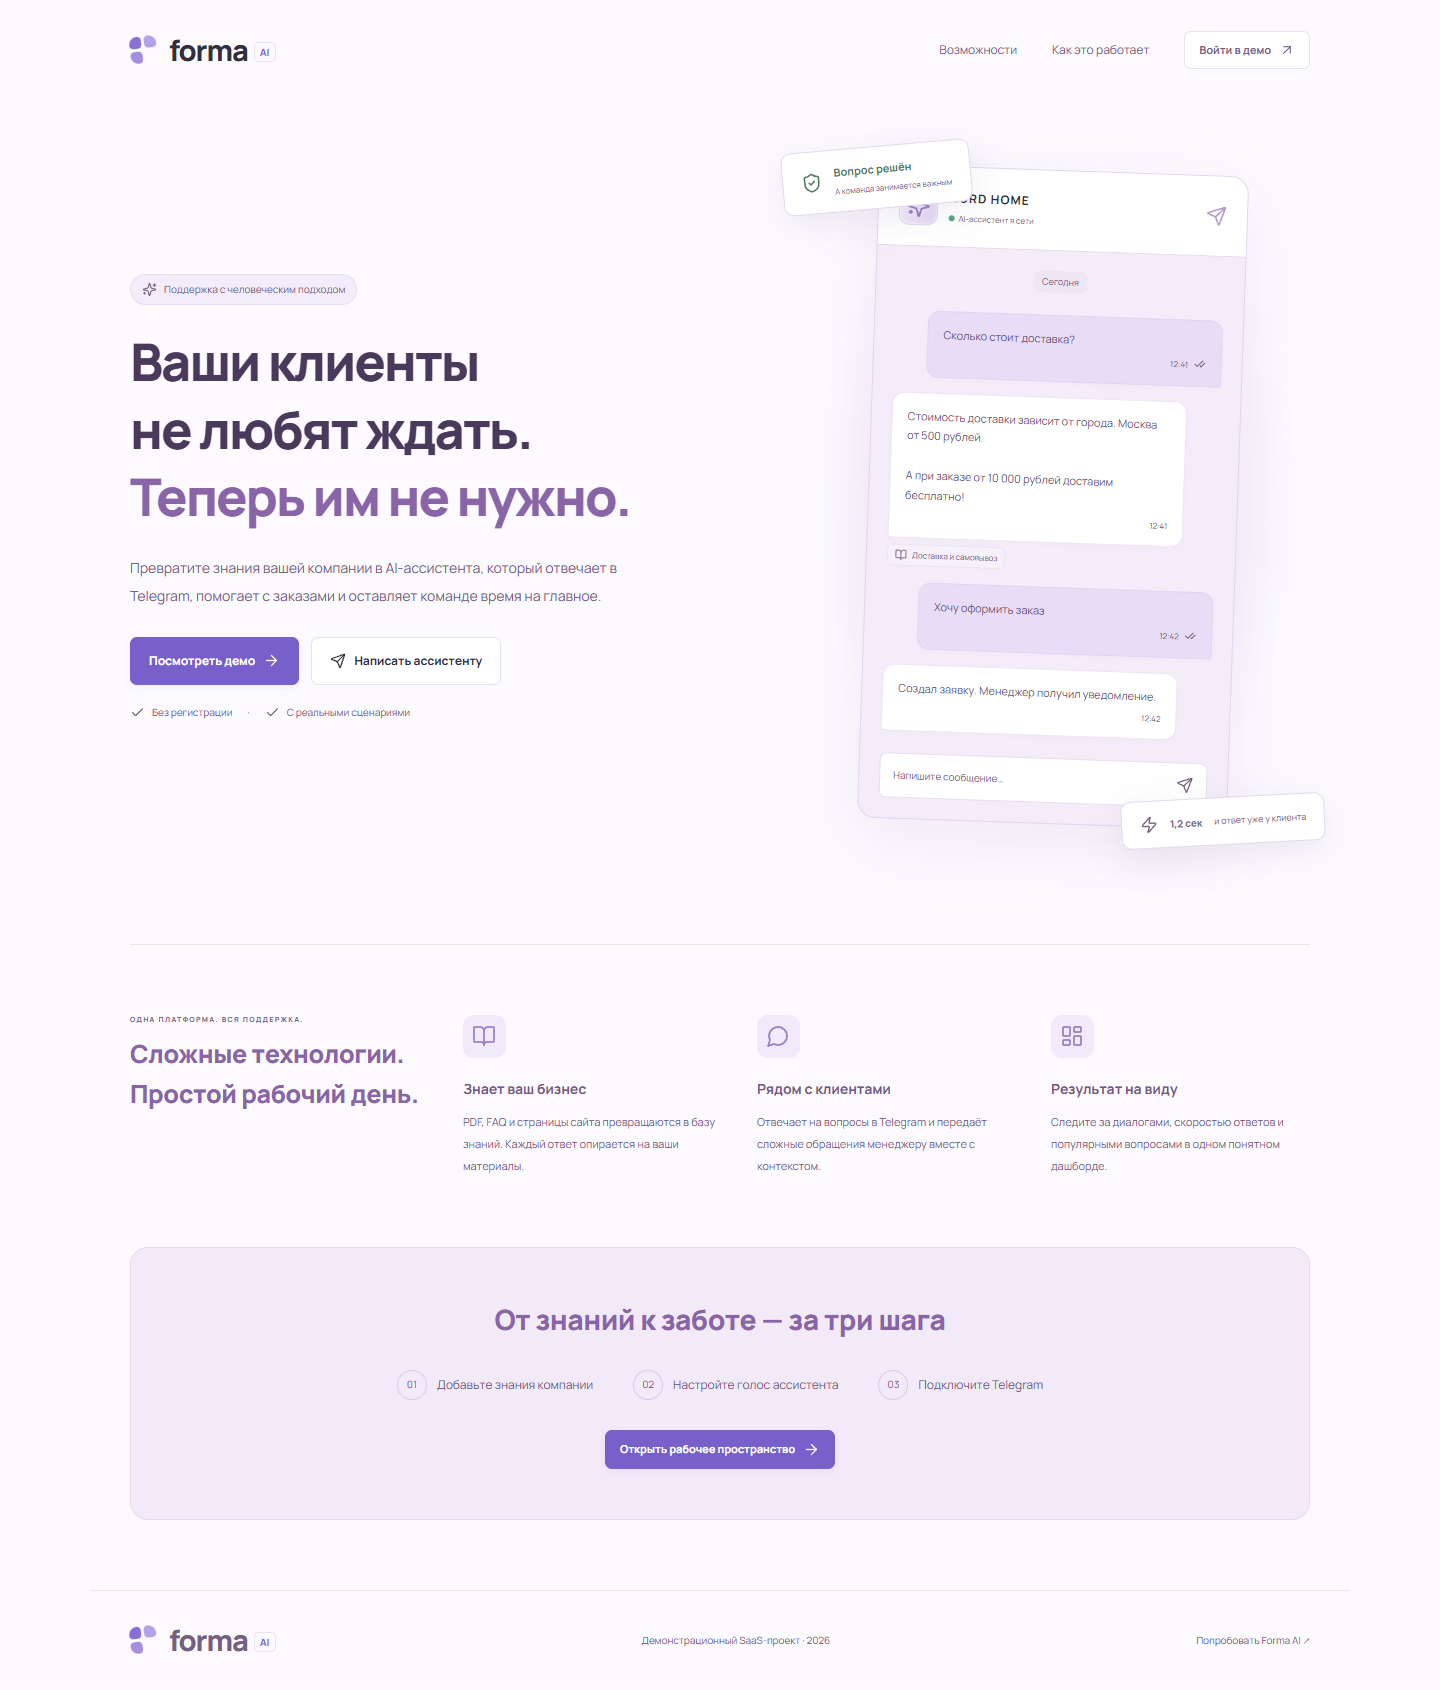 forma AI
Возможности
Как это работает
Войти в демо
Поддержка с человеческим подходом
Ваши клиенты
не любят ждать.
Теперь им не нужно.
Превратите знания вашей компании в AI-ассистента, который отвечает в
Telegram, помогает с заказами и оставляет команде время на главное.
Посмотреть демо
Написать ассистенту
Без регистрации
·
С реальными сценариями
Вопрос решён
А команда занимается важным
RD HOME
AI-ассистент в сети
Сегодня
Сколько стоит доставка?
12:41
Стоимость доставки зависит от города. Москва
от 500 рублей.
А при заказе от 10 000 рублей доставим
бесплатно!
12:41
Доставка и самовывоз
Хочу оформить заказ
12:42
Создал заявку. Менеджер получил уведомление.
12:42
Напишите сообщение...
1,2 сек и ответ уже у клиента
ОДНА ПЛАТФОРМА. ВСЯ ПОДДЕРЖКА.
Сложные технологии.
Простой рабочий день.
Знает ваш бизнес
PDF, FAQ и страницы сайта превращаются в базу
знаний. Каждый ответ опирается на ваши
материалы.
Рядом с клиентами
Отвечает на вопросы в Telegram и передаёт
сложные обращения менеджеру вместе с
контекстом.
Результат на виду
Следите за диалогами, скоростью ответов и
популярными вопросами в одном понятном
дашборде.
От знаний к заботе — за три шага
01 Добавьте знания компании
02 Настройте голос ассистента
03 Подключите Telegram
Открыть рабочее пространство
forma AI
Демонстрационный SaaS-проект · 2026
Попробовать Forma AI ↗